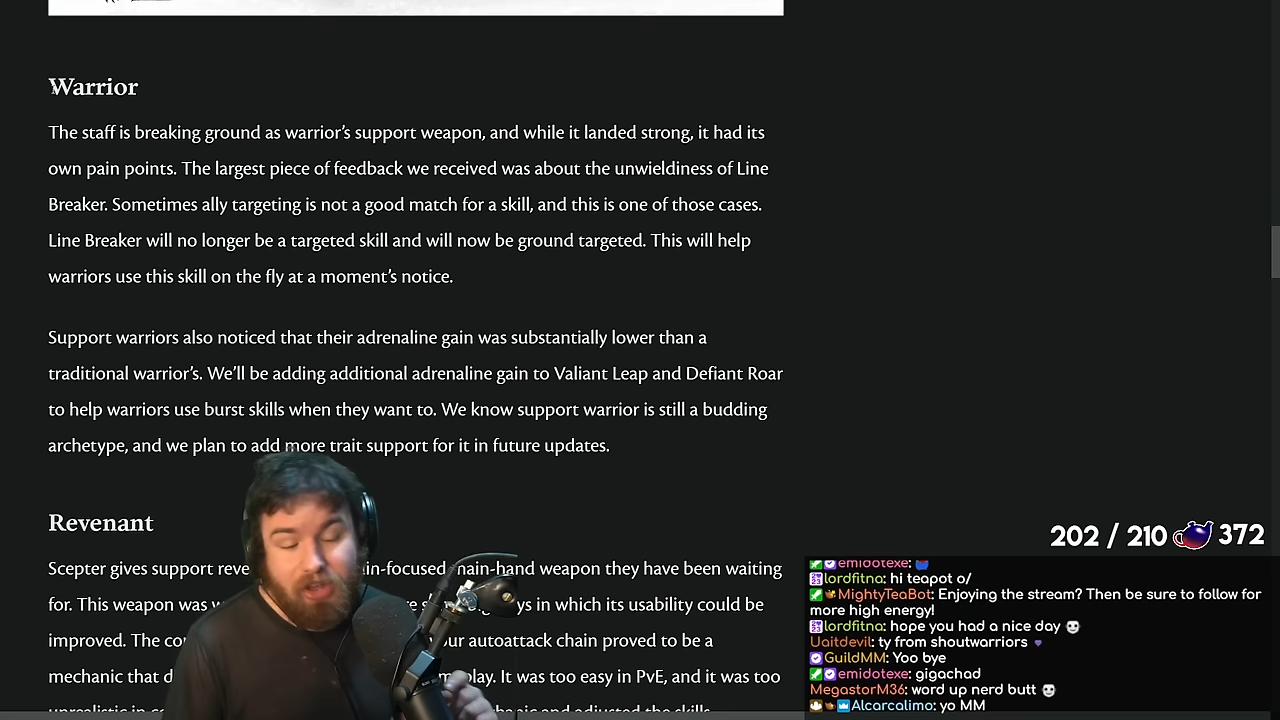 Warrior
The staff is breaking ground as warrior's support weapon, and while it landed strong, it had its
own pain points. The largest piece of feedback we received was about the unwieldiness of Line
Breaker. Sometimes ally targeting is not a good match for a skill, and this is one of those cases.
Line Breaker will no longer be a targeted skill and will now be ground targeted. This will help
warriors use this skill on the fly at a moment's notice.
Support warriors also noticed that their adrenaline gain was substantially lower than a
traditional warrior's. We'll be adding additional adrenaline gain to Valiant Leap and Defiant Roar
to help warriors use burst skills when they want to. We know support warrior is still a budding
archetype, and we plan to add more trait support for it in future updates.
Revenant
Scepter gives support main-hand weapon they have been waiting
for. This weapon was in which its usability could be
improved. The autoattack chain proved to be a
mechanic that It was too easy in PvE, and it was too
202 / 210 372
emidotexe:
lordfitna: hi teapot o/
MightyTeaBot: Enjoying the stream? Then be sure to follow for
more high energy!
lordfitna: hope you had a nice day
Uaitdevil: ty from shoutwarriors
GuildMM: Yoo bye
emidotexe: gigachad
MegastorM36: word up nerd butt
Alcarcalimo: yo MM